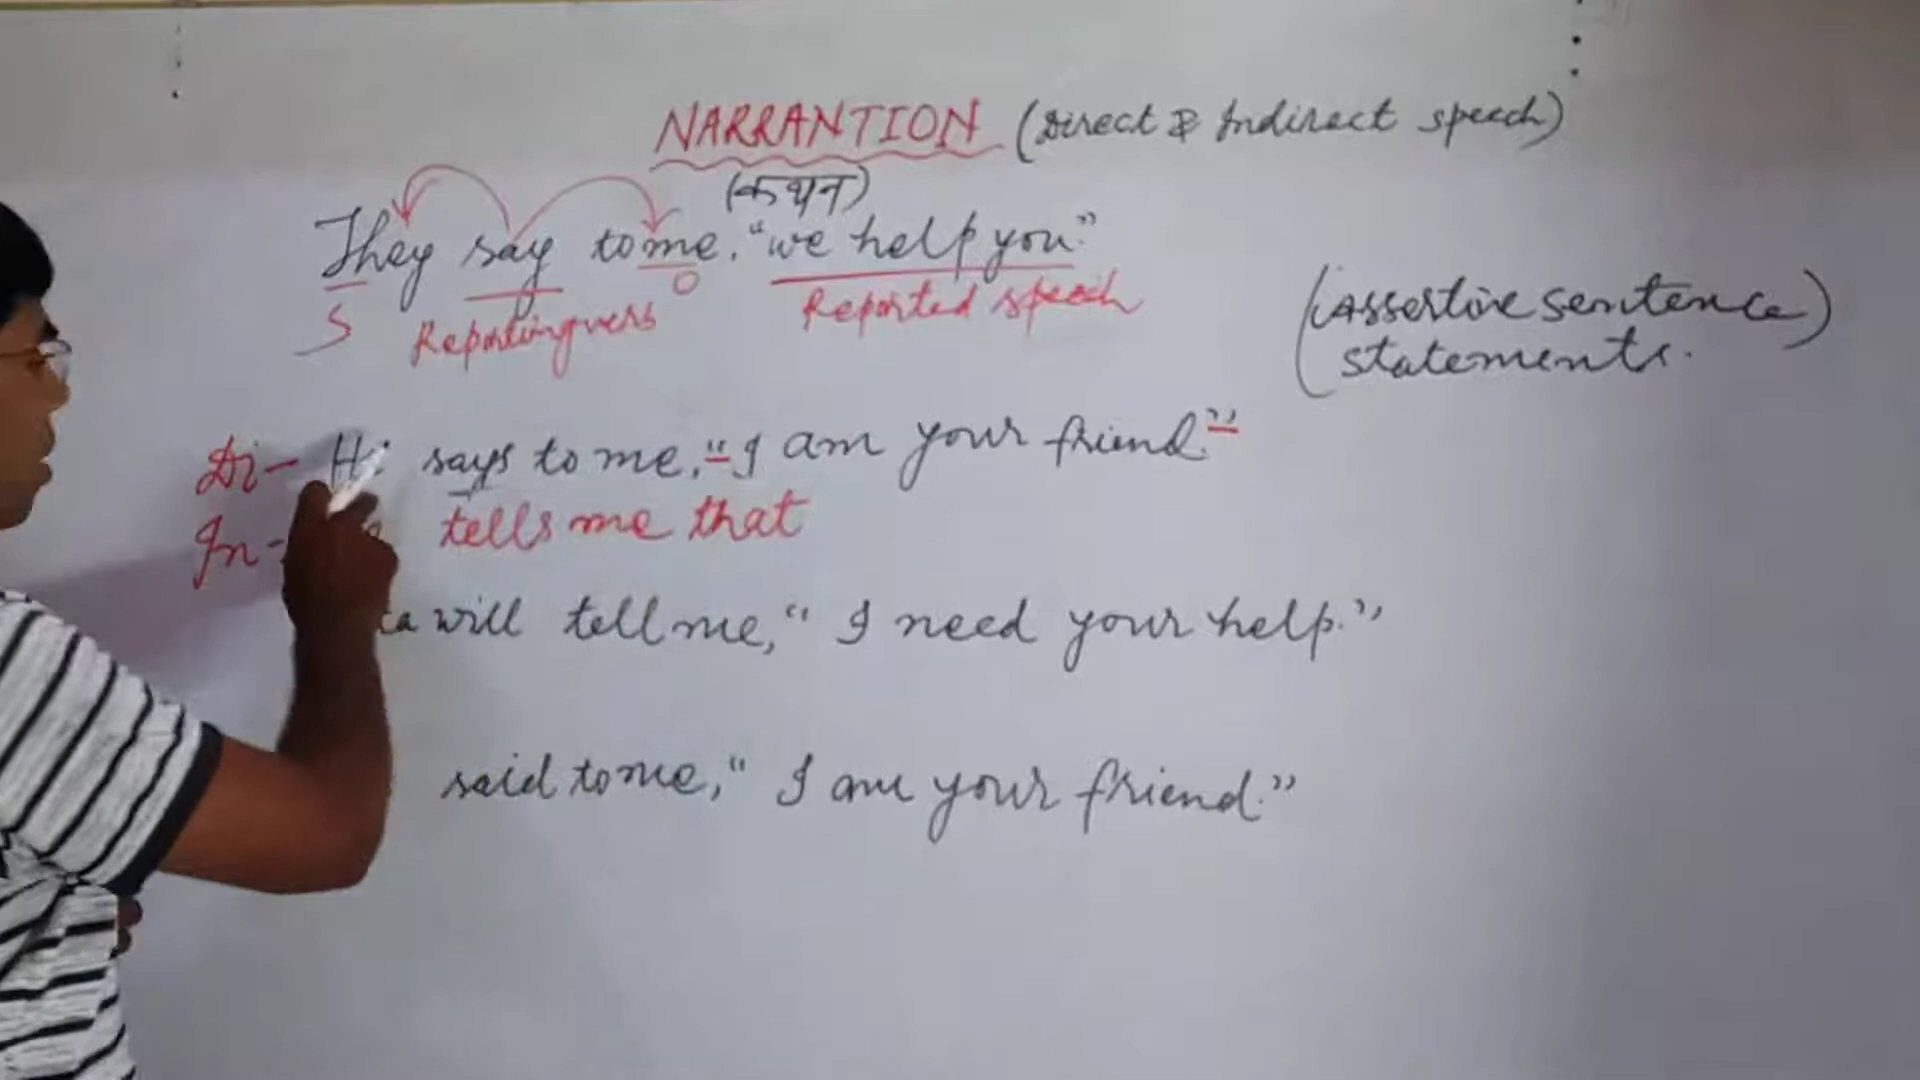 NARRANTION (Direct & Indirect speech)
(कथन)
They say to me. "we help you."
S Reporting verb O Reported speech
(Assertive sentence)
statements.
Di- He says to me, "I am your friend."
In- tells me that
will tell me, "I need your help."
said to me, "I am your friend."